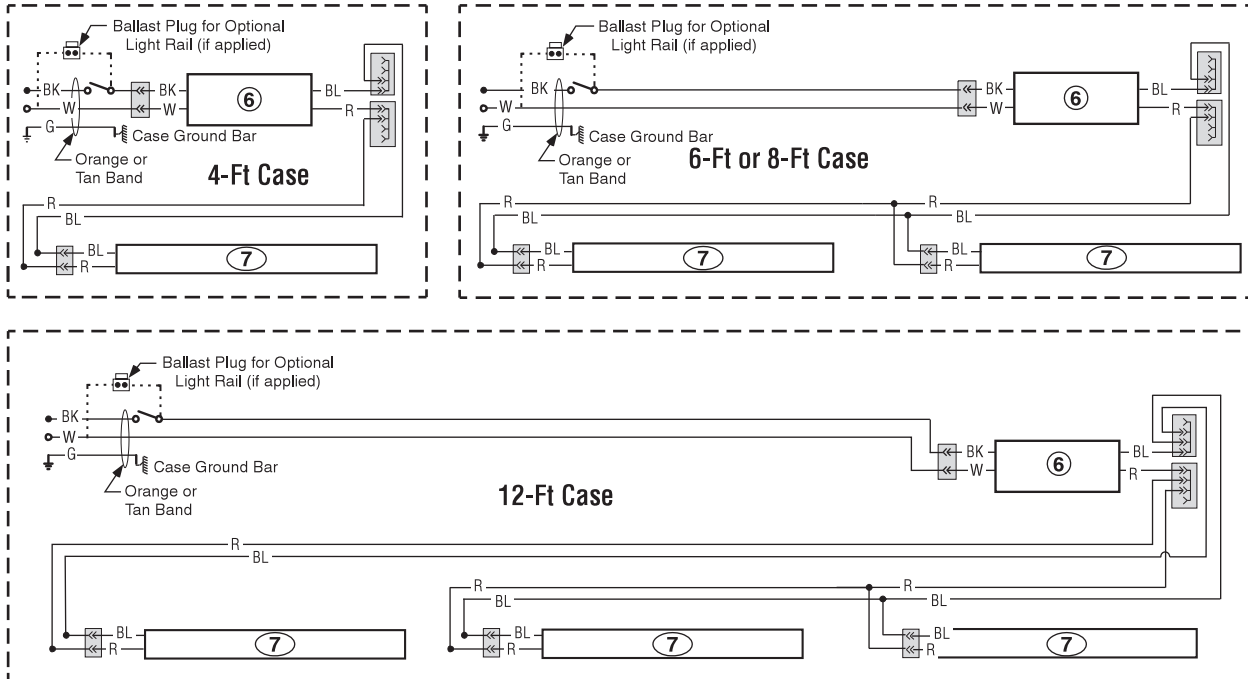 Ballast Plug for Optional
Light Rail (if applied)
BK
BK
W
W
G
Case Ground Bar
Orange or
Tan Band
4-Ft Case
6
BL
R
R
BL
BL
R
7
Ballast Plug for Optional
Light Rail (if applied)
BK
BK
W
W
G
Case Ground Bar
Orange or
Tan Band
6-Ft or 8-Ft Case
6
BL
R
R
R
BL
BL
BL
R
7
BL
R
7
Ballast Plug for Optional
Light Rail (if applied)
BK
W
G
Case Ground Bar
Orange or
Tan Band
12-Ft Case
BK
W
6
BL
R
R
BL
R
R
BL
BL
BL
R
7
BL
R
7
BL
R
7